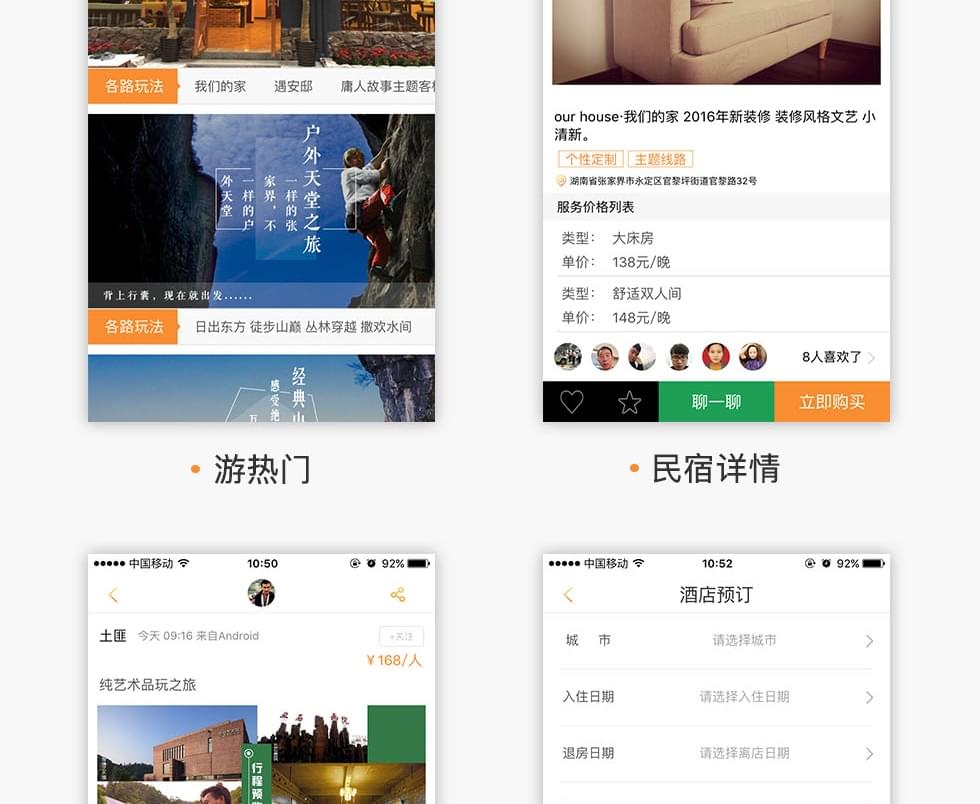 各路玩法
我们的家
遇安邸
庸人故事主题客
户外天堂之旅
一样的张
家界，不
一样的户
外天堂
背上行囊，现在就出发......
各路玩法
日出东方 徒步山巅 丛林穿越 撒欢水间
经典山
感受绝
万
游热门
our house·我们的家 2016年新装修 装修风格文艺 小
清新。
个性定制
主题线路
湖南省张家界市永定区官黎坪街道官黎路32号
服务价格列表
类型： 大床房
单价： 138元/晚
类型： 舒适双人间
单价： 148元/晚
8人喜欢了
聊一聊
立即购买
民宿详情
中国移动
10:50
92%
土匪
今天 09:16 来自Android
+关注
￥168/人
纯艺术品玩之旅
行程预
中国移动
10:52
92%
酒店预订
城 市
请选择城市
入住日期
请选择入住日期
退房日期
请选择离店日期